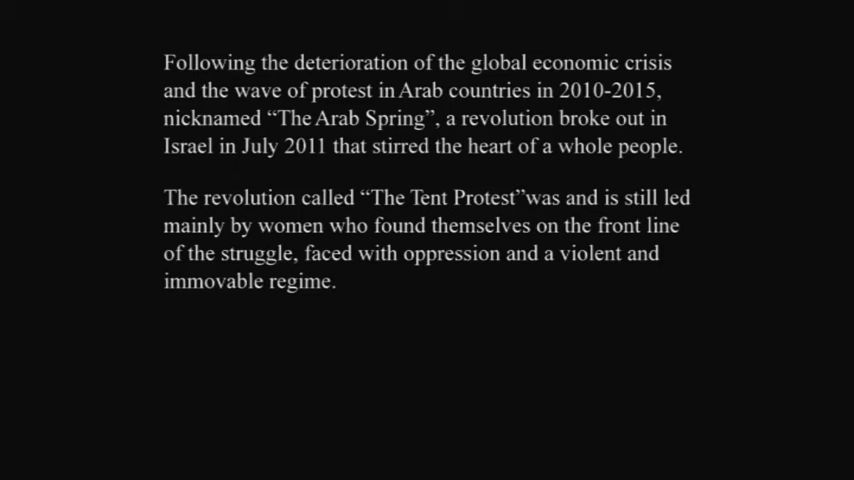 Following the deterioration of the global economic crisis
and the wave of protest in Arab countries in 2010-2015,
nicknamed “The Arab Spring”, a revolution broke out in
Israel in July 2011 that stirred the heart of a whole people.
The revolution called “The Tent Protest”was and is still led
mainly by women who found themselves on the front line
of the struggle, faced with oppression and a violent and
immovable regime.